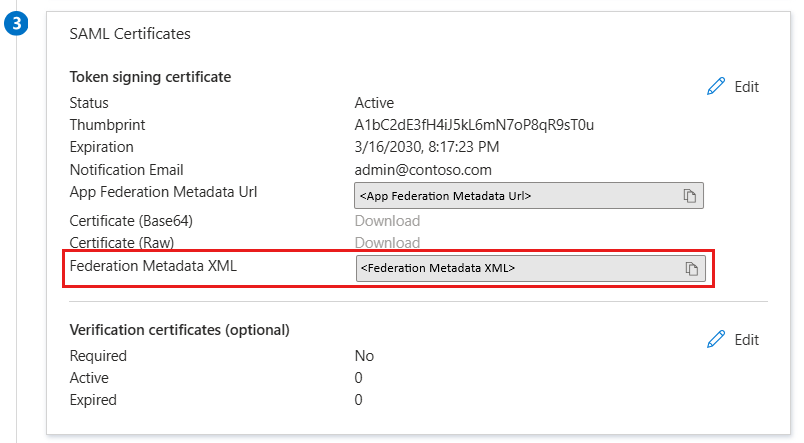 3
SAML Certificates
Token signing certificate
Edit
Status Active
Thumbprint A1bC2dE3fH4iJ5kL6mN7oP8qR9sT0u
Expiration 3/16/2030, 8:17:23 PM
Notification Email admin@contoso.com
App Federation Metadata Url <App Federation Metadata Url>
Certificate (Base64) Download
Certificate (Raw) Download
Federation Metadata XML <Federation Metadata XML>
Verification certificates (optional)
Edit
Required No
Active 0
Expired 0